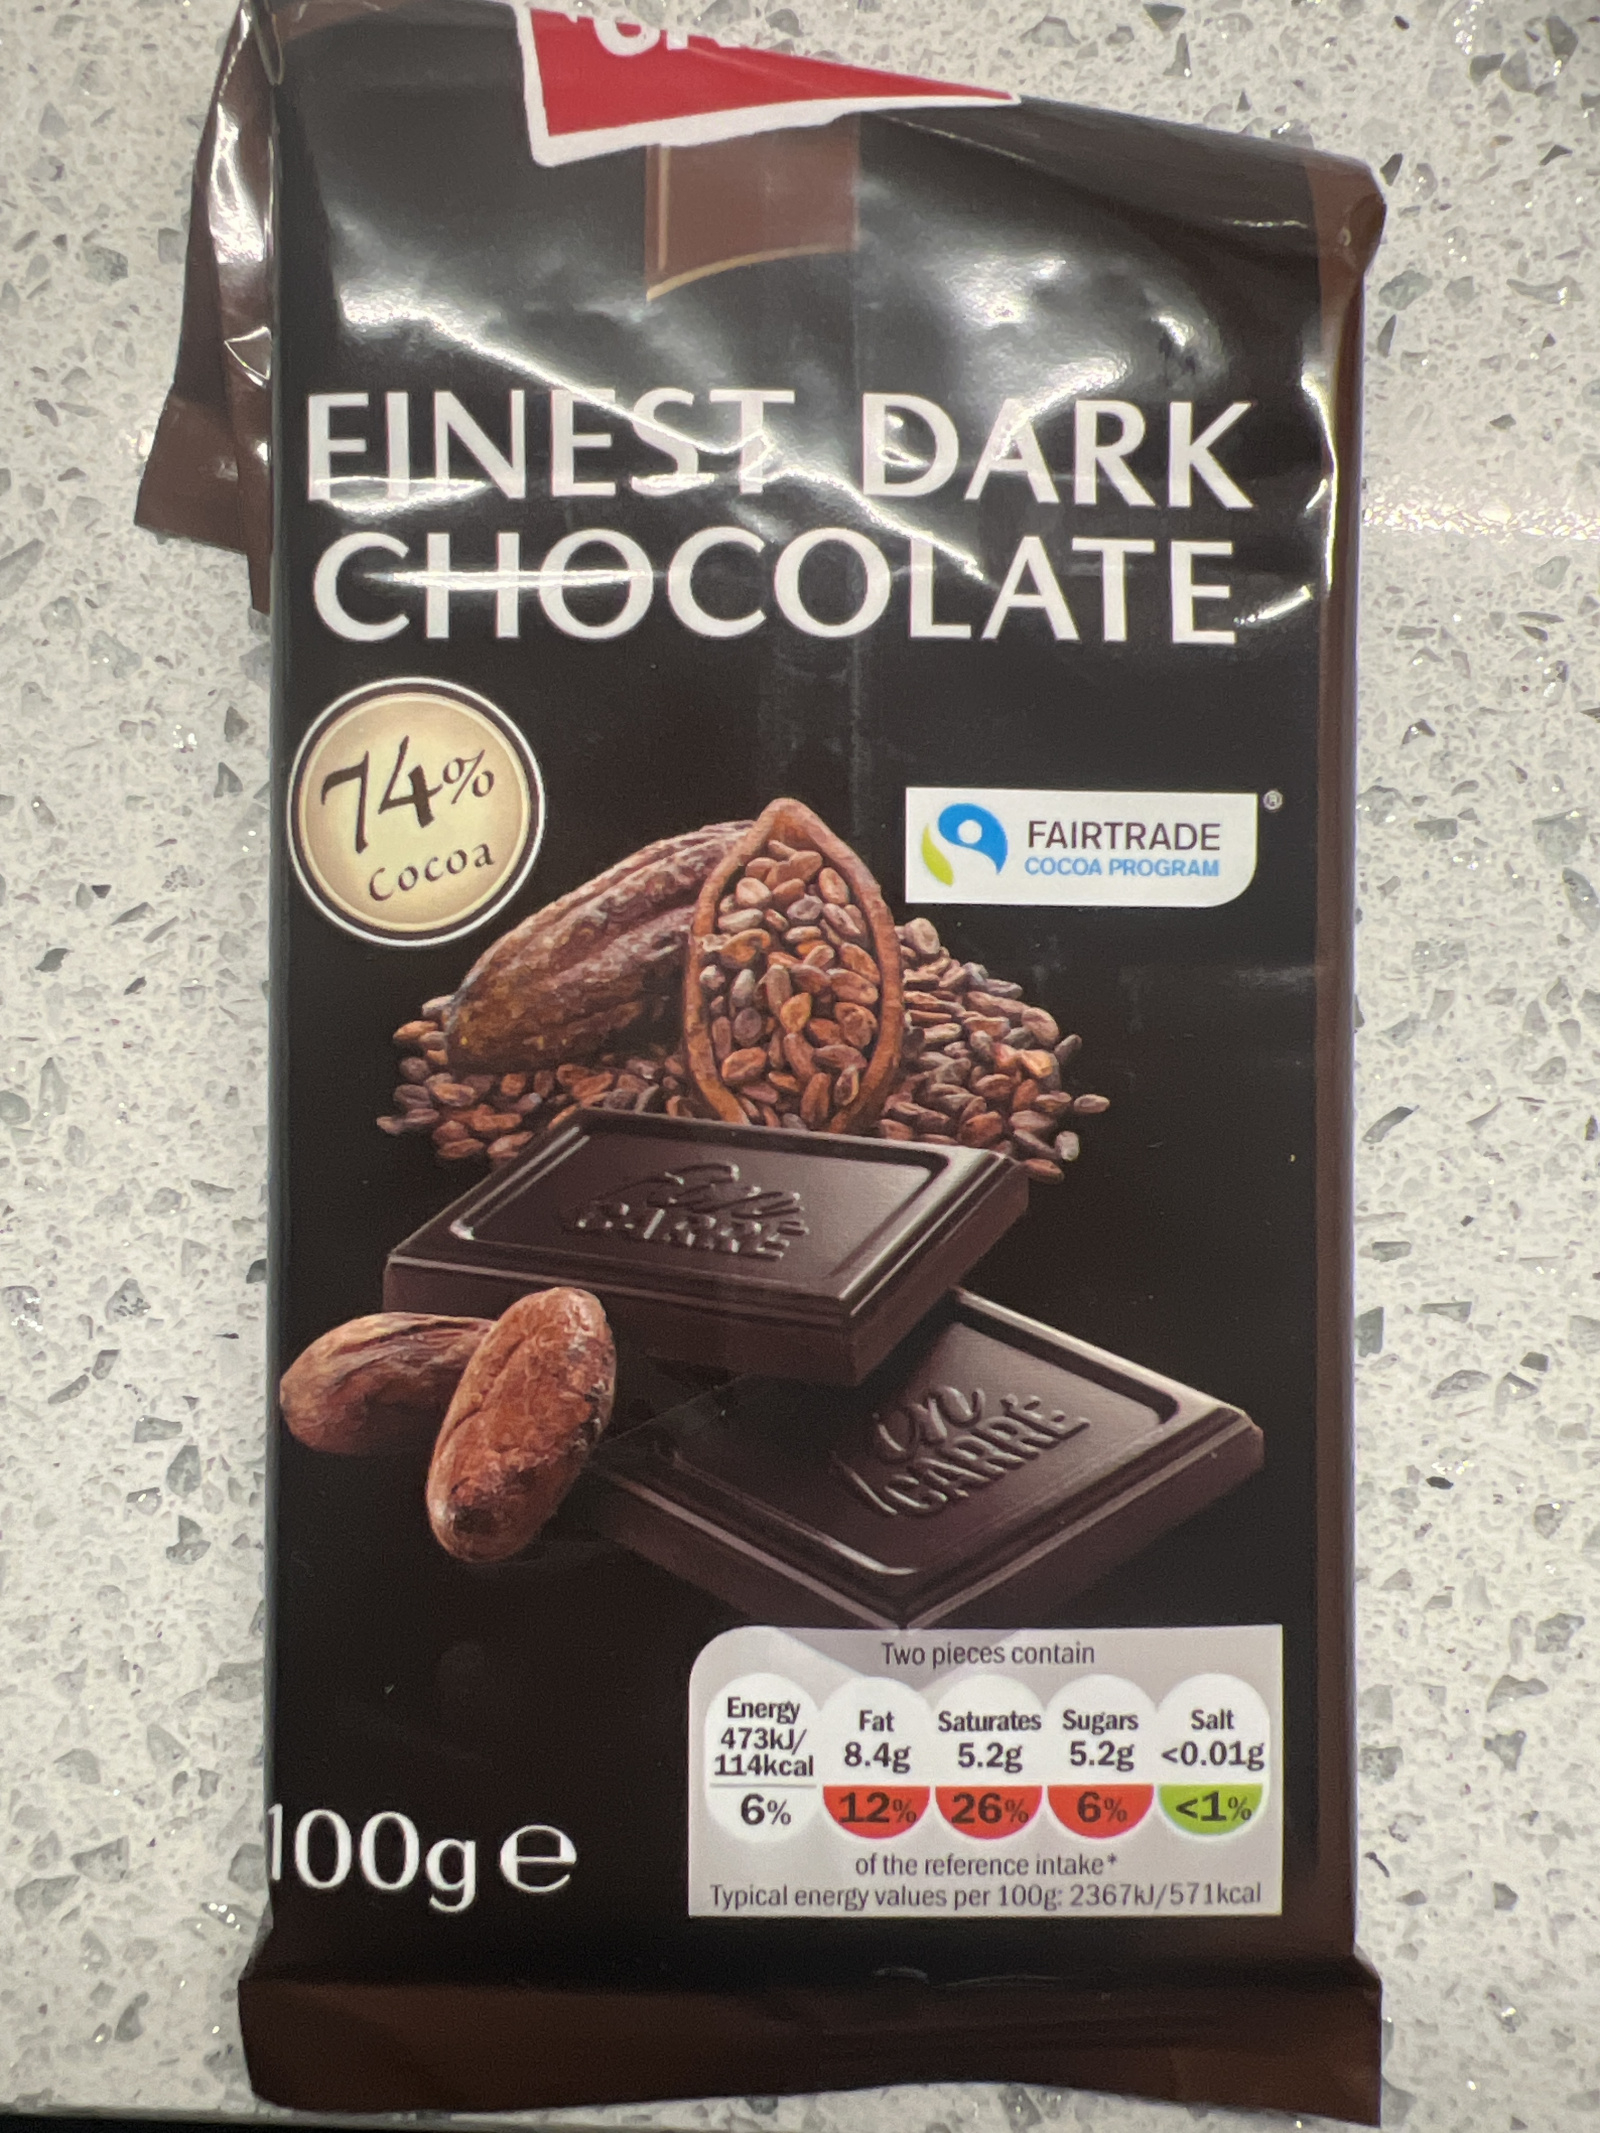 FINEST DARK
CHOCOLATE
74%
Cocoa
®
FAIRTRADE
COCOA PROGRAM
CARRÉ
CARRÉ
Two pieces contain
Energy
473kJ/
114kcal
6%
Fat
8.4g
12%
Saturates
5.2g
26%
Sugars
5.2g
6%
Salt
<0.01g
<1%
of the reference intake*
Typical energy values per 100g: 2367kJ/571kcal
100g ℮